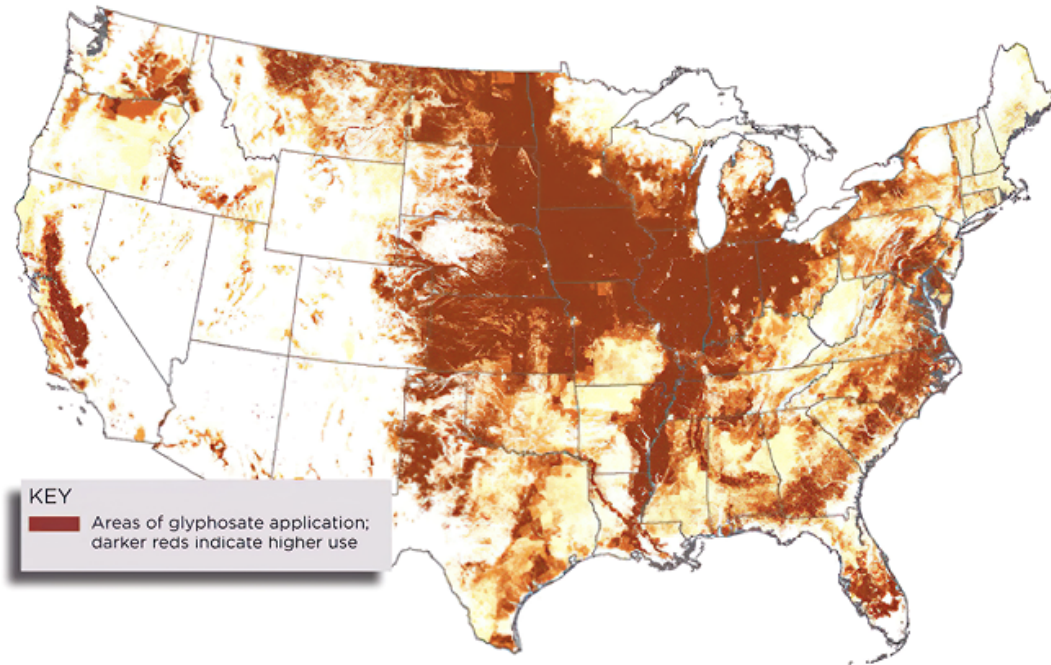 KEY
Areas of glyphosate application;
darker reds indicate higher use